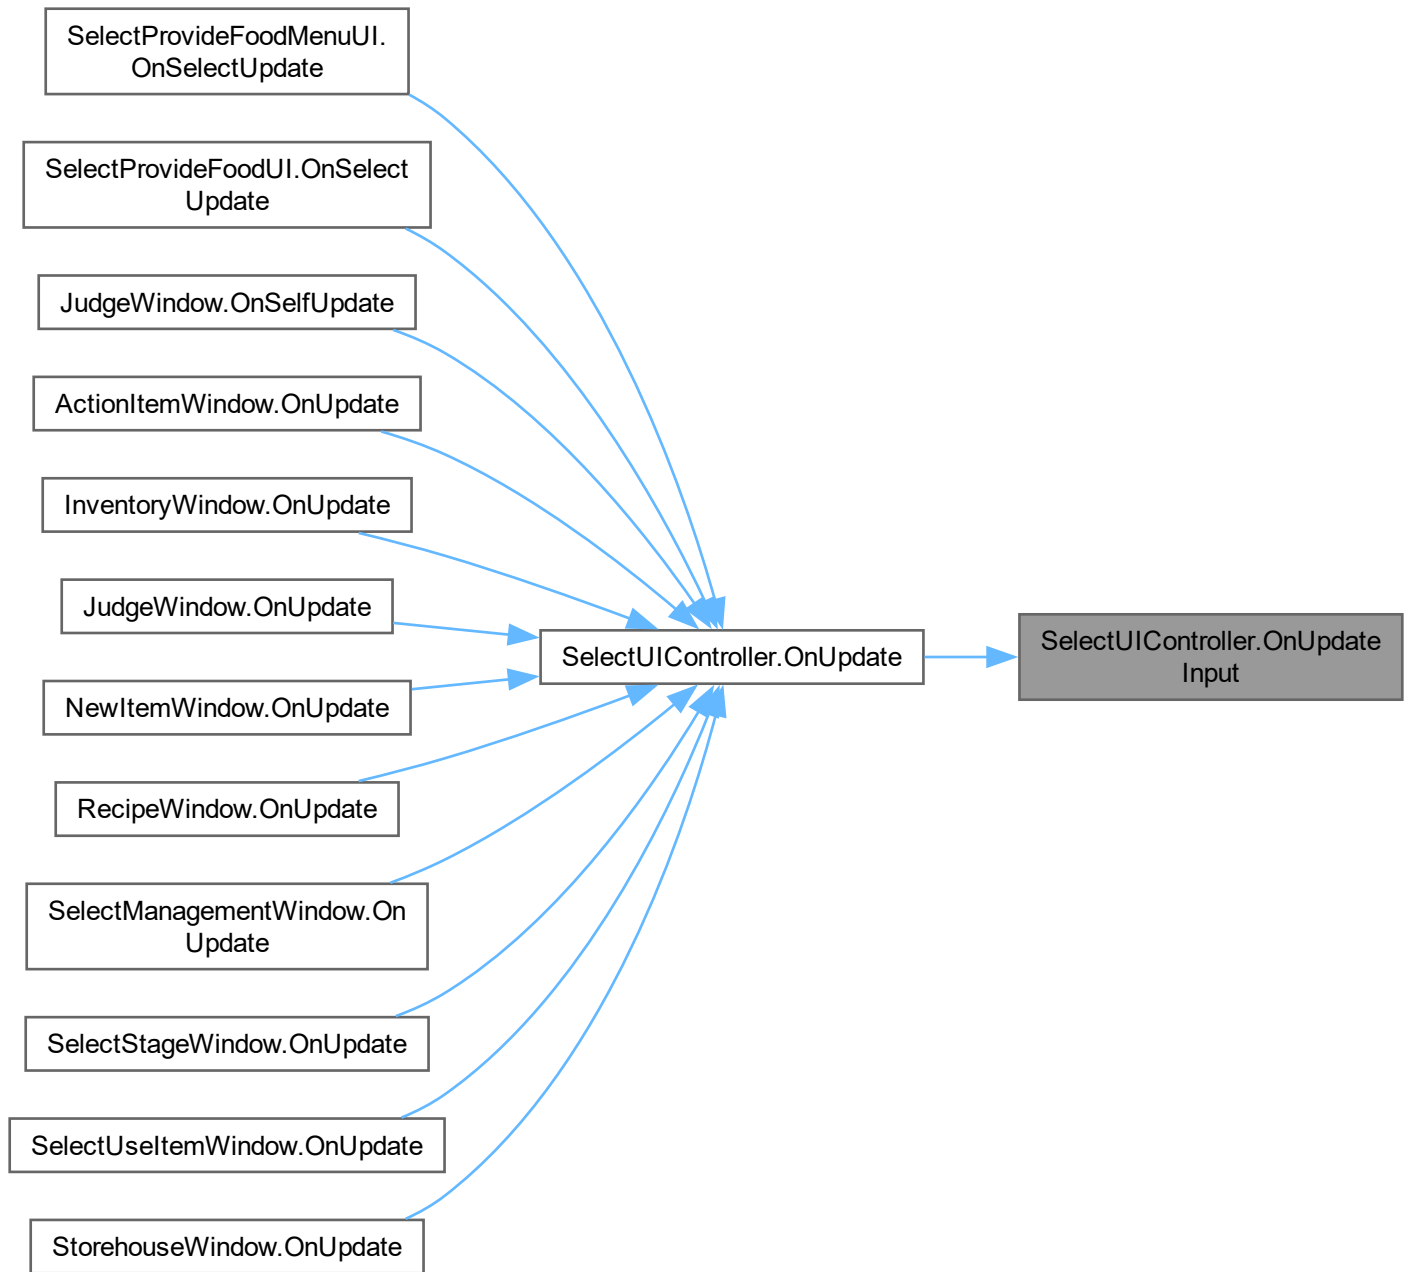 SelectProvideFoodMenuUI.
OnSelectUpdate
SelectProvideFoodUI.OnSelect
Update
JudgeWindow.OnSelfUpdate
ActionItemWindow.OnUpdate
InventoryWindow.OnUpdate
JudgeWindow.OnUpdate
NewItemWindow.OnUpdate
RecipeWindow.OnUpdate
SelectManagementWindow.On
Update
SelectStageWindow.OnUpdate
SelectUseItemWindow.OnUpdate
StorehouseWindow.OnUpdate
SelectUIController.OnUpdate
SelectUIController.OnUpdate
Input